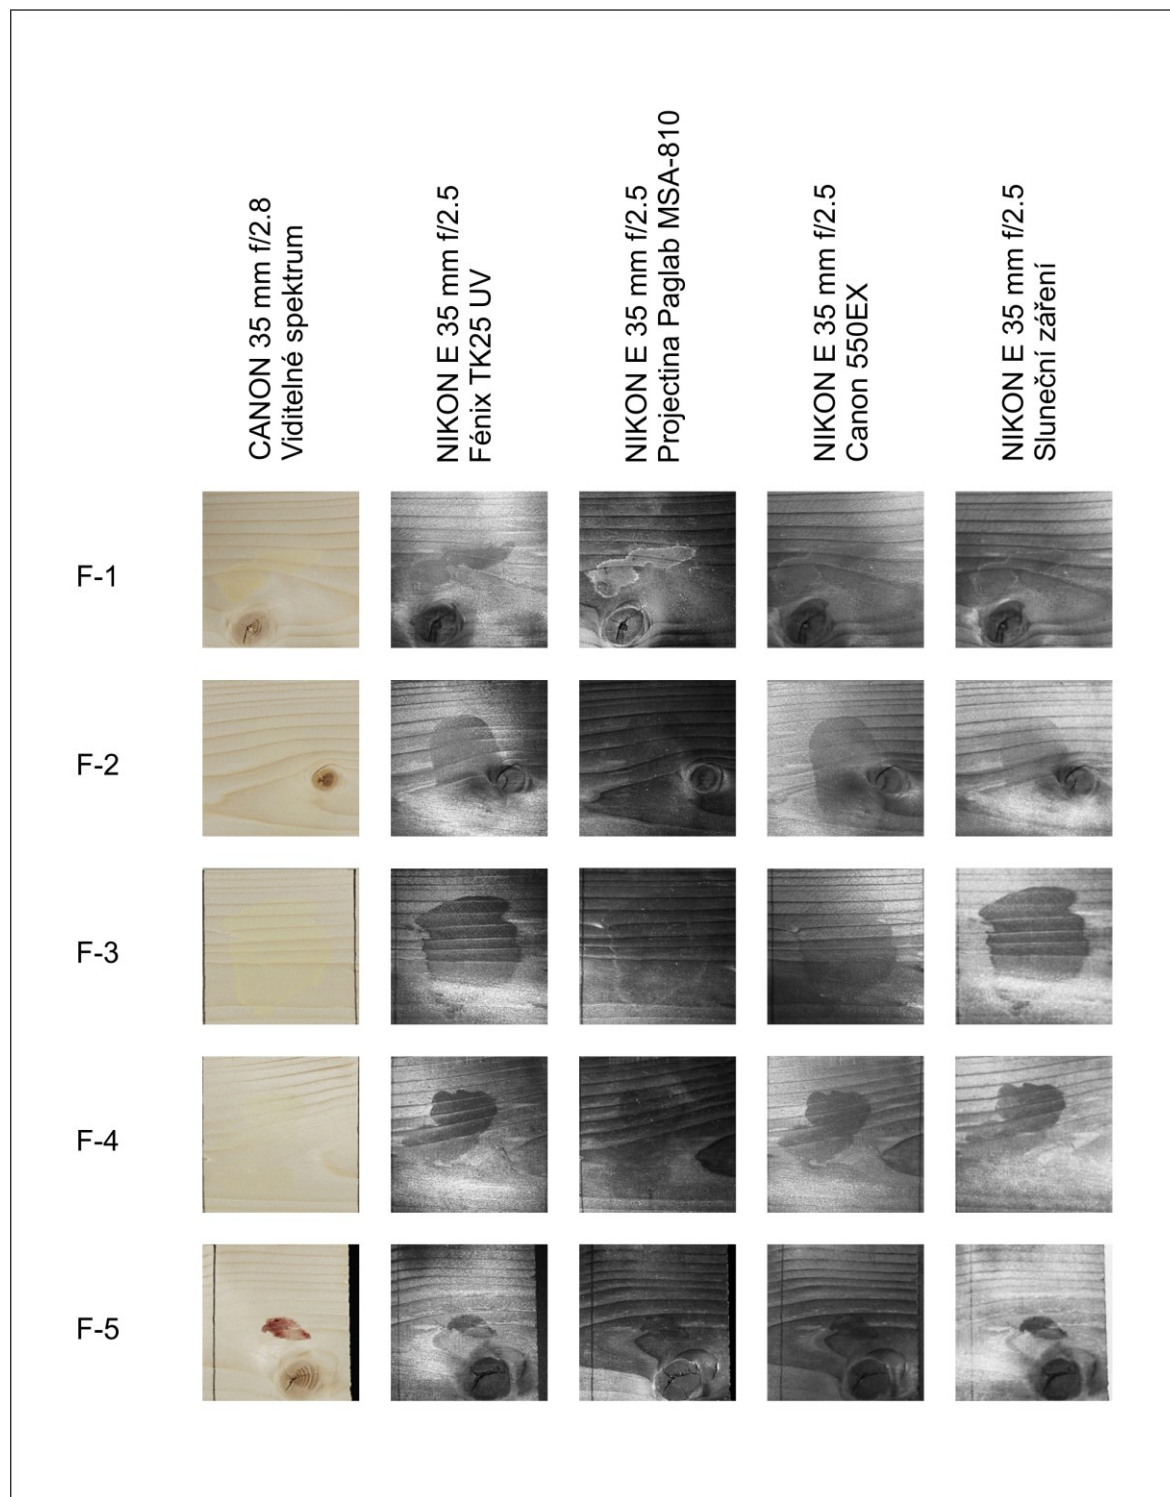 CANON 35 mm f/2.8
Viditelné spektrum
NIKON E 35 mm f/2.5
Fénix TK25 UV
NIKON E 35 mm f/2.5
Projectina Paglab MSA-810
NIKON E 35 mm f/2.5
Canon 550EX
NIKON E 35 mm f/2.5
Sluneční záření
F-1
F-2
F-3
F-4
F-5